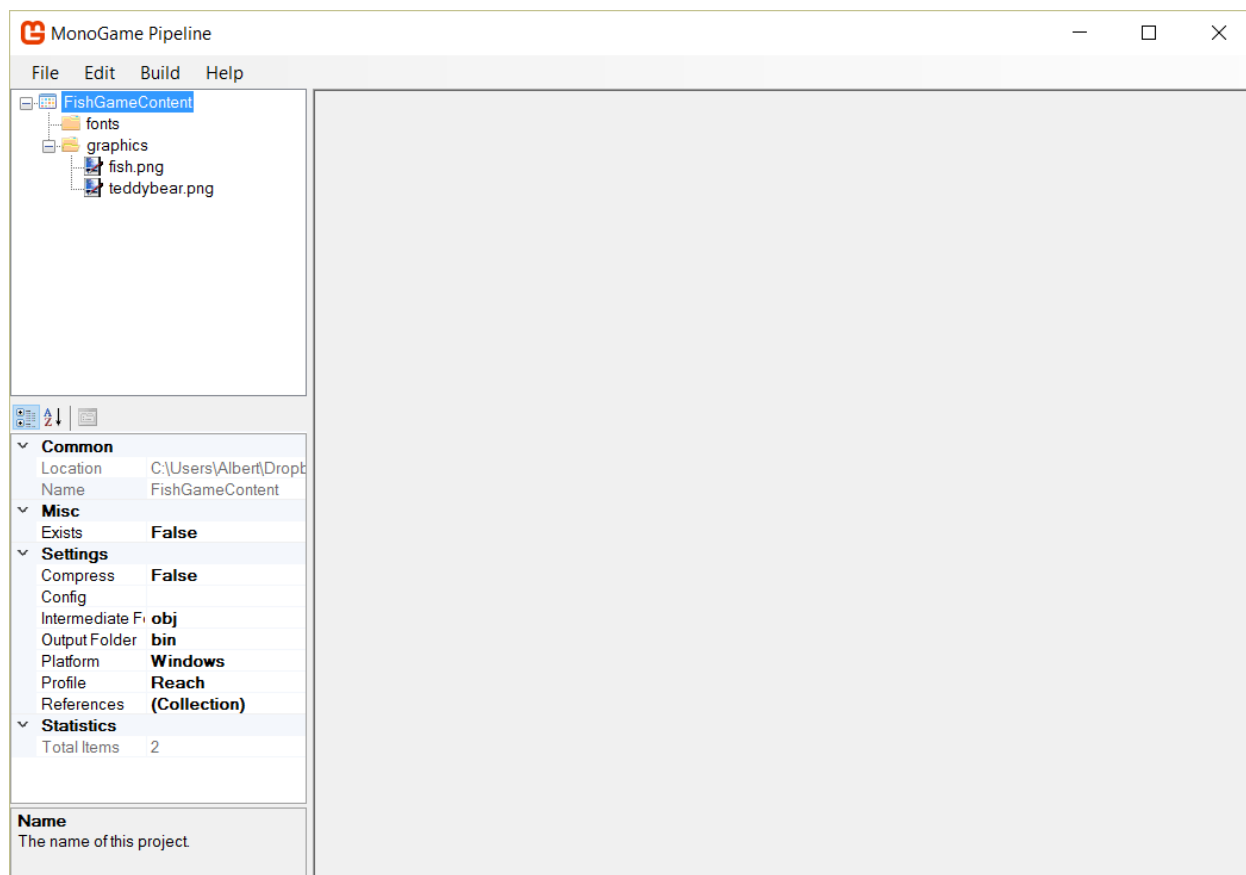 MonoGame Pipeline
File Edit Build Help
FishGameContent
fonts
graphics
fish.png
teddybear.png
Common
Location C:\Users\Albert\Dropb
Name FishGameContent
Misc
Exists False
Settings
Compress False
Config
Intermediate Fo obj
Output Folder bin
Platform Windows
Profile Reach
References (Collection)
Statistics
Total Items 2
Name
The name of this project.